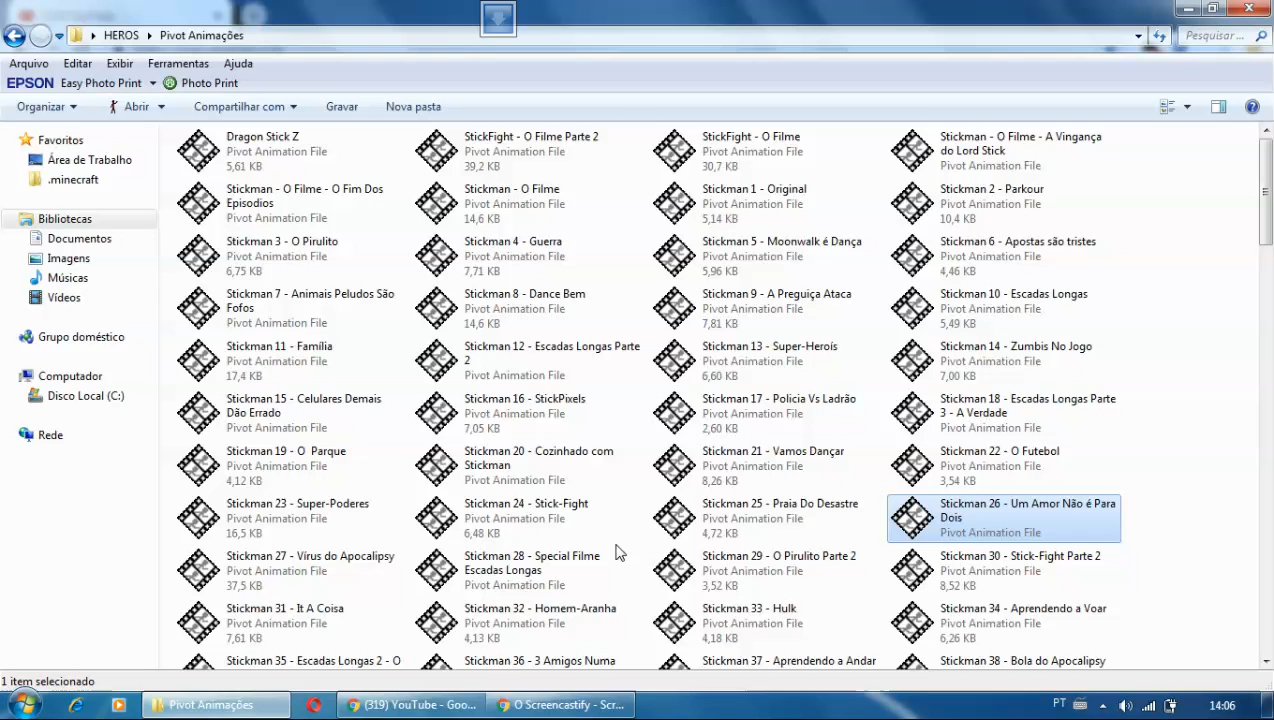 HEROS Pivot Animações
Pesquisar ...
Arquivo Editar Exibir Ferramentas Ajuda
EPSON Easy Photo Print Photo Print
Organizar Abrir Compartilhar com Gravar Nova pasta
Favoritos
Área de Trabalho
.minecraft
Bibliotecas
Documentos
Imagens
Músicas
Vídeos
Grupo doméstico
Computador
Disco Local (C:)
Rede
Dragon Stick Z
Pivot Animation File
5,61 KB
StickFight - O Filme Parte 2
Pivot Animation File
39,2 KB
StickFight - O Filme
Pivot Animation File
30,7 KB
Stickman - O Filme - A Vingança
do Lord Stick
Pivot Animation File
Stickman - O Filme - O Fim Dos
Episodios
Pivot Animation File
Stickman - O Filme
Pivot Animation File
14,6 KB
Stickman 1 - Original
Pivot Animation File
5,14 KB
Stickman 2 - Parkour
Pivot Animation File
10,4 KB
Stickman 3 - O Pirulito
Pivot Animation File
6,75 KB
Stickman 4 - Guerra
Pivot Animation File
7,71 KB
Stickman 5 - Moonwalk é Dança
Pivot Animation File
5,96 KB
Stickman 6 - Apostas são tristes
Pivot Animation File
4,46 KB
Stickman 7 - Animais Peludos São
Fofos
Pivot Animation File
Stickman 8 - Dance Bem
Pivot Animation File
14,6 KB
Stickman 9 - A Preguiça Ataca
Pivot Animation File
7,81 KB
Stickman 10 - Escadas Longas
Pivot Animation File
5,49 KB
Stickman 11 - Família
Pivot Animation File
17,4 KB
Stickman 12 - Escadas Longas Parte
2
Pivot Animation File
Stickman 13 - Super-Heroís
Pivot Animation File
6,60 KB
Stickman 14 - Zumbis No Jogo
Pivot Animation File
7,00 KB
Stickman 15 - Celulares Demais
Dão Errado
Pivot Animation File
Stickman 16 - StickPixels
Pivot Animation File
7,05 KB
Stickman 17 - Policia Vs Ladrão
Pivot Animation File
2,60 KB
Stickman 18 - Escadas Longas Parte
3 - A Verdade
Pivot Animation File
Stickman 19 - O Parque
Pivot Animation File
4,12 KB
Stickman 20 - Cozinhado com
Stickman
Pivot Animation File
Stickman 21 - Vamos Dançar
Pivot Animation File
8,26 KB
Stickman 22 - O Futebol
Pivot Animation File
3,54 KB
Stickman 23 - Super-Poderes
Pivot Animation File
16,5 KB
Stickman 24 - Stick-Fight
Pivot Animation File
6,48 KB
Stickman 25 - Praia Do Desastre
Pivot Animation File
4,72 KB
Stickman 26 - Um Amor Não é Para
Dois
Pivot Animation File
Stickman 27 - Vírus do Apocalipsy
Pivot Animation File
37,5 KB
Stickman 28 - Special Filme
Escadas Longas
Pivot Animation File
Stickman 29 - O Pirulito Parte 2
Pivot Animation File
3,52 KB
Stickman 30 - Stick-Fight Parte 2
Pivot Animation File
8,52 KB
Stickman 31 - It A Coisa
Pivot Animation File
7,61 KB
Stickman 32 - Homem-Aranha
Pivot Animation File
4,13 KB
Stickman 33 - Hulk
Pivot Animation File
4,18 KB
Stickman 34 - Aprendendo a Voar
Pivot Animation File
6,26 KB
Stickman 35 - Escadas Longas 2 - O
Stickman 36 - 3 Amigos Numa
Stickman 37 - Aprendendo a Andar
Stickman 38 - Bola do Apocalipsy
1 item selecionado
Pivot Animações
(319) YouTube - Goo...
O Screencastify - Scr...
PT
14:06